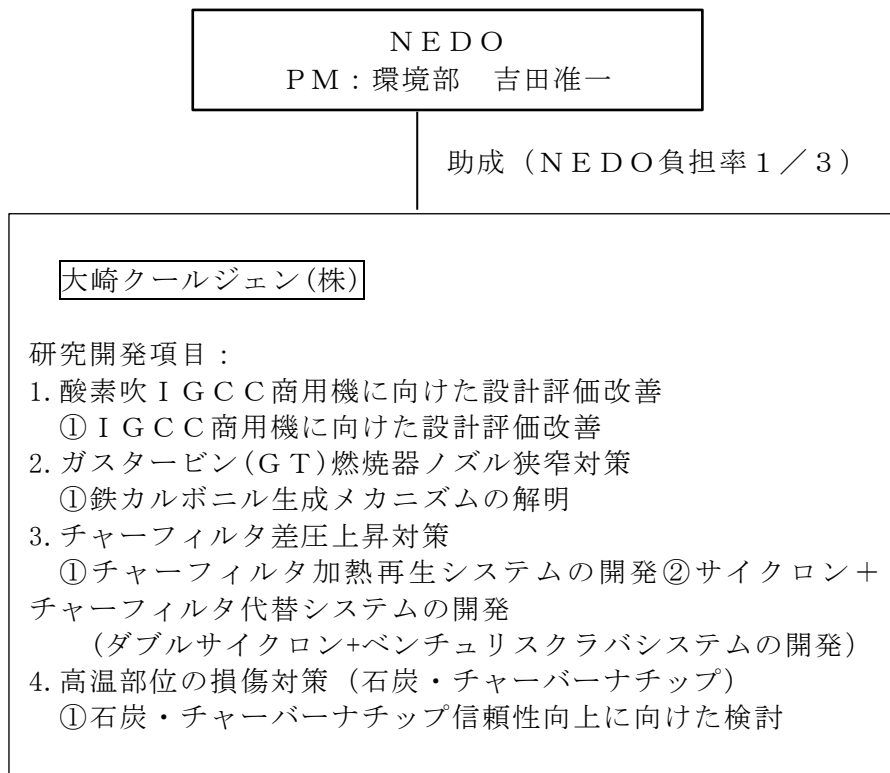 ＮＥＤＯ
ＰＭ：環境部　吉田准一
助成（ＮＥＤＯ負担率１／３）
大崎クールジェン(株)
研究開発項目：
1.酸素吹ＩＧＣＣ商用機に向けた設計評価改善
①ＩＧＣＣ商用機に向けた設計評価改善
2.ガスタービン(ＧＴ)燃焼器ノズル狭窄対策
①鉄カルボニル生成メカニズムの解明
3.チャーフィルタ差圧上昇対策
①チャーフィルタ加熱再生システムの開発②サイクロン＋
チャーフィルタ代替システムの開発
(ダブルサイクロン+ベンチュリスクラバシステムの開発)
4.高温部位の損傷対策（石炭・チャーバーナチップ）
①石炭・チャーバーナチップ信頼性向上に向けた検討